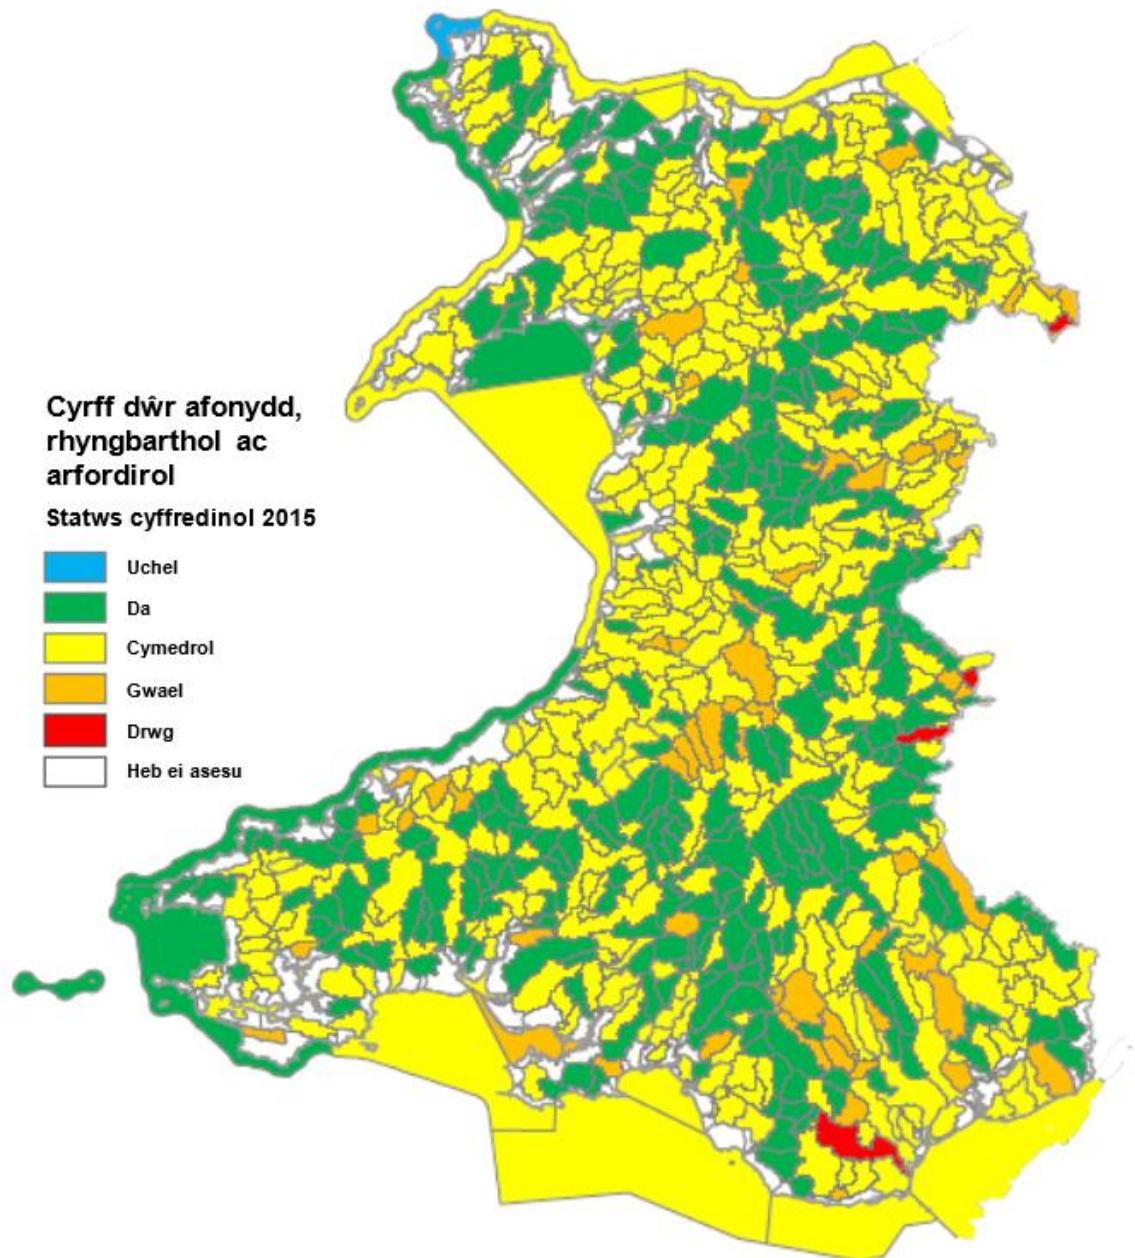 Cyrff dŵr afonydd,
rhyngbarthol ac
arfordirol
Statws cyffredinol 2015
Uchel
Da
Cymedrol
Gwael
Drwg
Heb ei asesu